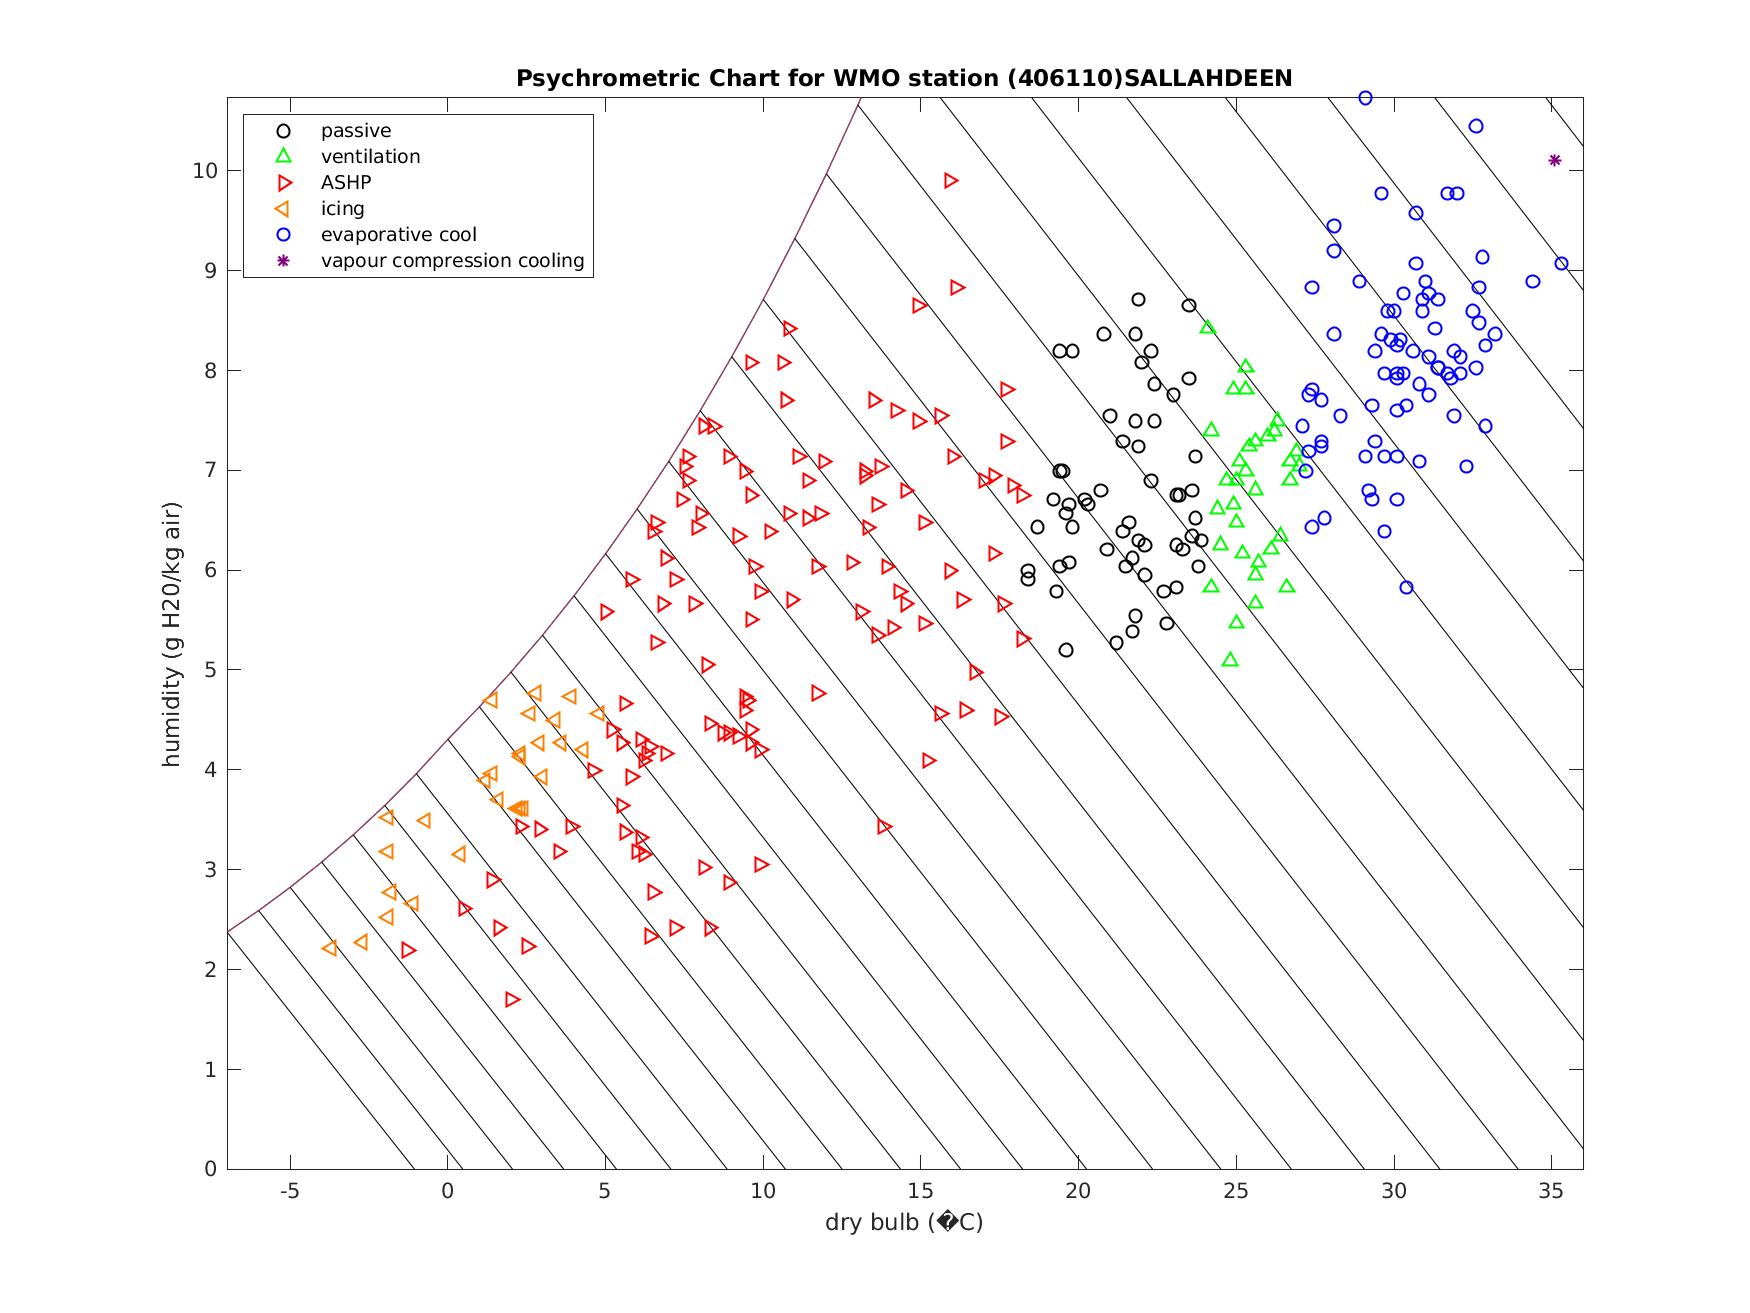 Psychrometric Chart for WMO station (406110)SALLAHDEEN
passive
ventilation
ASHP
icing
evaporative cool
vapour compression cooling
10
9
8
7
6
5
4
3
2
1
0
humidity (g H20/kg air)
-5 0 5 10 15 20 25 30 35
dry bulb (�C)